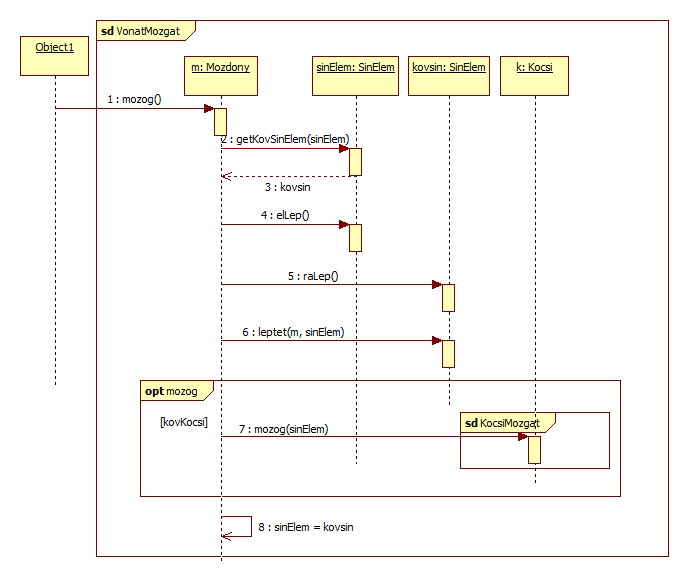 sd VonatMozgat
Object1
m: Mozdony
sinElem: SinElem
kovsin: SinElem
k: Kocsi
1 : mozog()
2 : getKovSinElem(sinElem)
3 : kovsin
4 : elLep()
5 : raLep()
6 : leptet(m, sinElem)
opt mozog
[kovKocsi]
sd KocsiMozgat
7 : mozog(sinElem)
8 : sinElem = kovsin